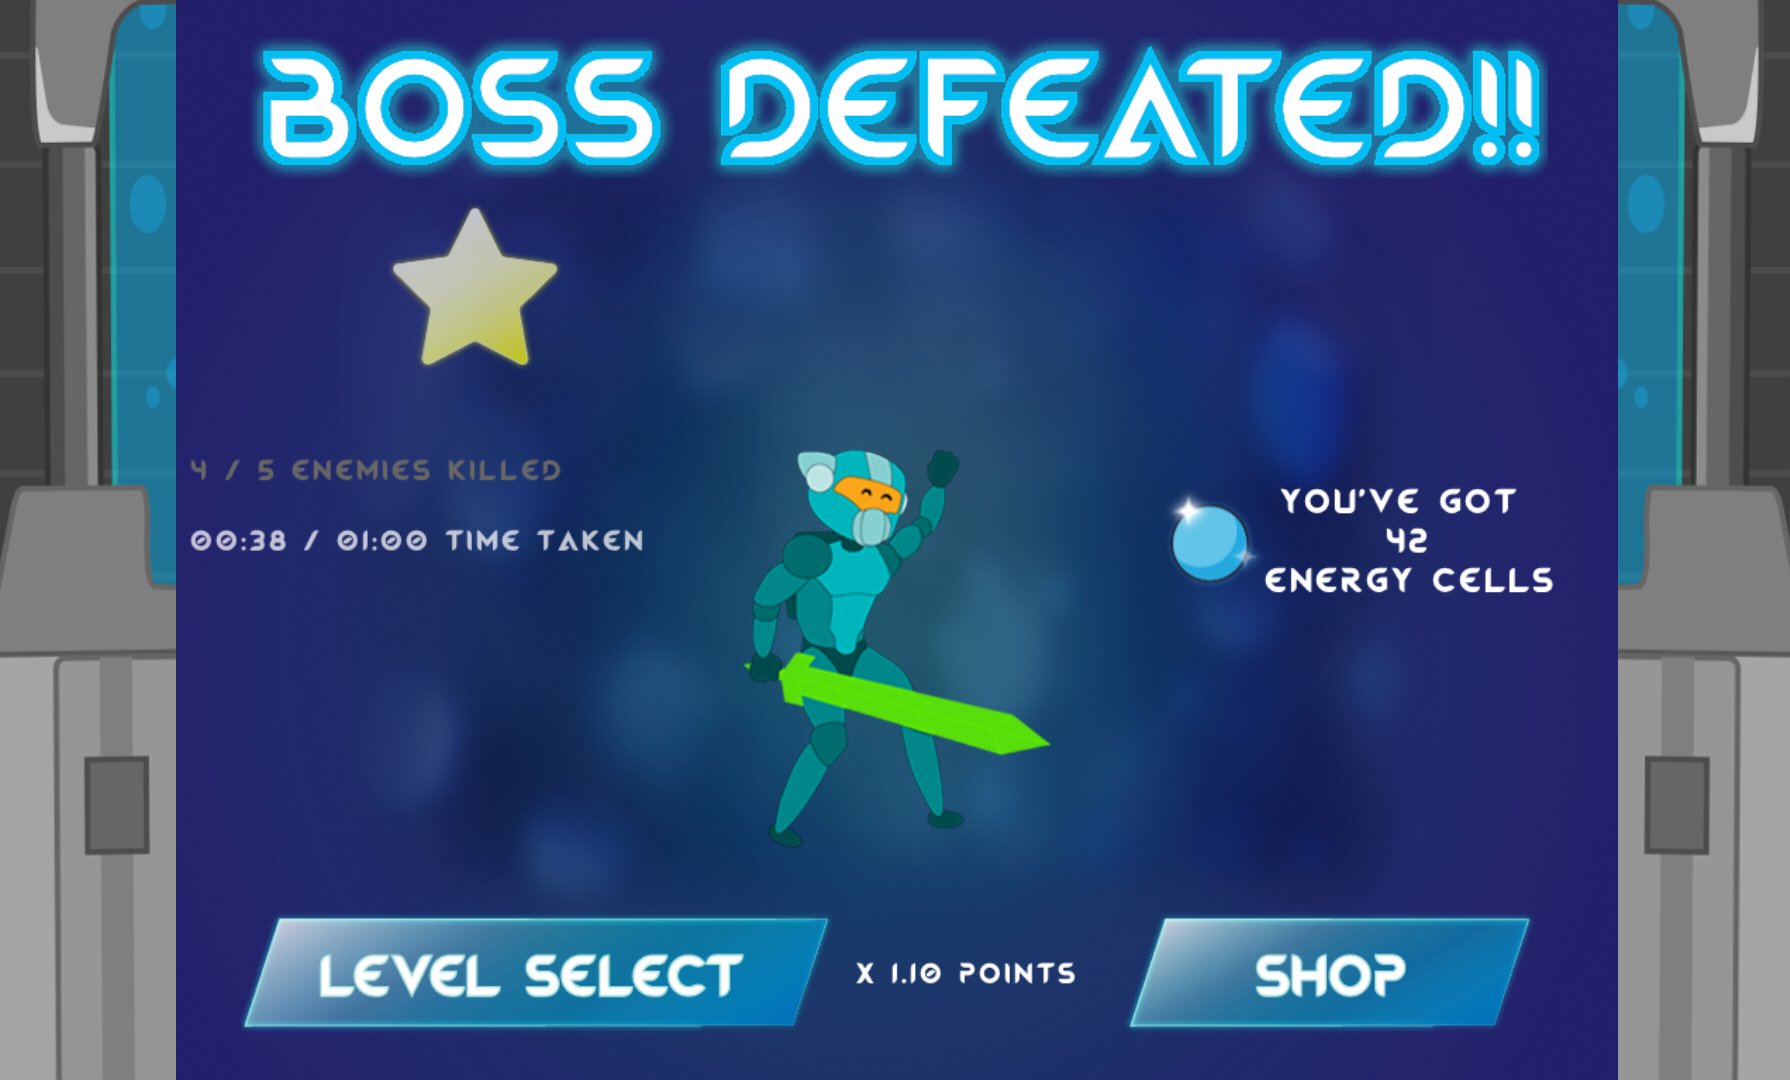 BOSS DEFEATED!!
4 / 5 ENEMIES KILLED
00:38 / 01:00 TIME TAKEN
YOU'VE GOT
42
ENERGY CELLS
LEVEL SELECT
X 1.10 POINTS
SHOP